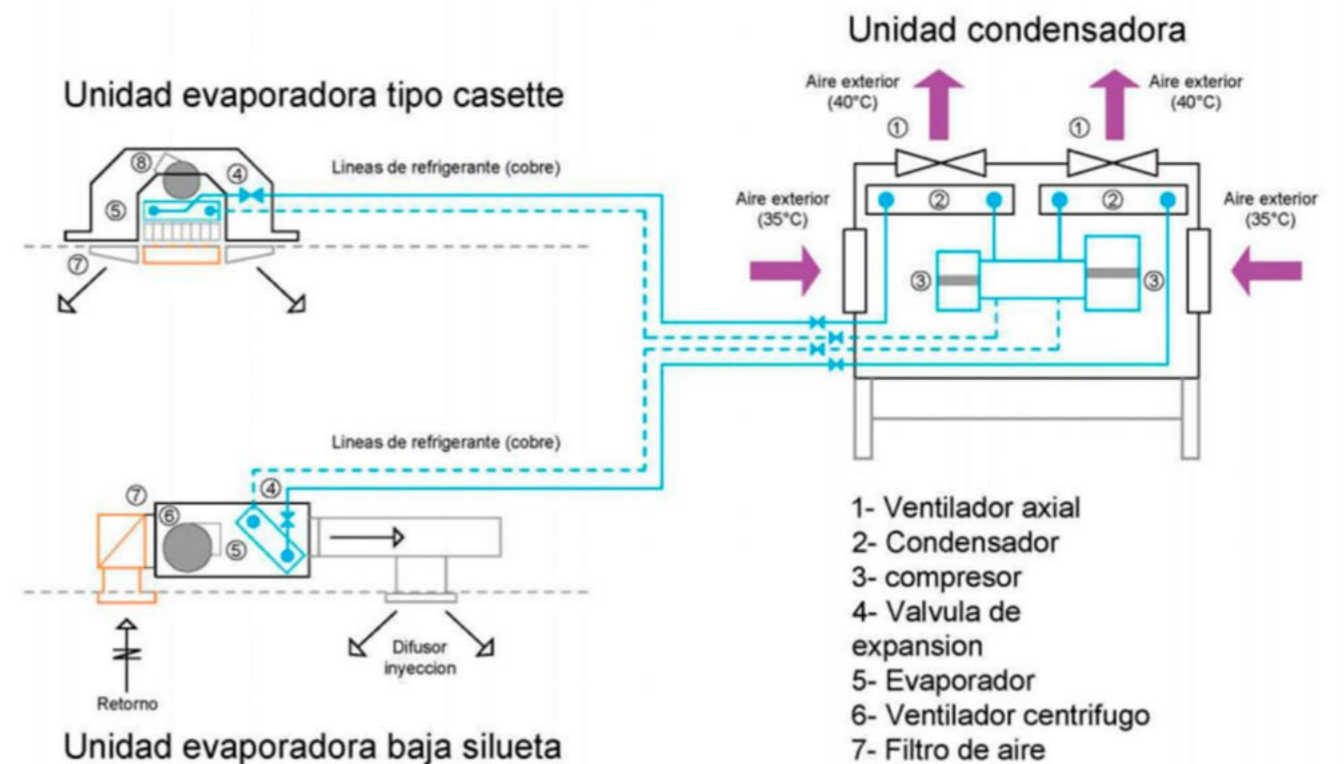 Unidad condensadora
Unidad evaporadora tipo casette
Aire exterior
(40°C)
Aire exterior
(40°C)
①
①
⑧
④
Lineas de refrigerante (cobre)
⑤
Aire exterior
(35°C)
②
②
Aire exterior
(35°C)
⑦
③
③
Lineas de refrigerante (cobre)
⑦
⑥
④
⑤
Difusor
inyeccion
Retorno
Unidad evaporadora baja silueta
1- Ventilador axial
2- Condensador
3- compresor
4- Valvula de
expansion
5- Evaporador
6- Ventilador centrifugo
7- Filtro de aire